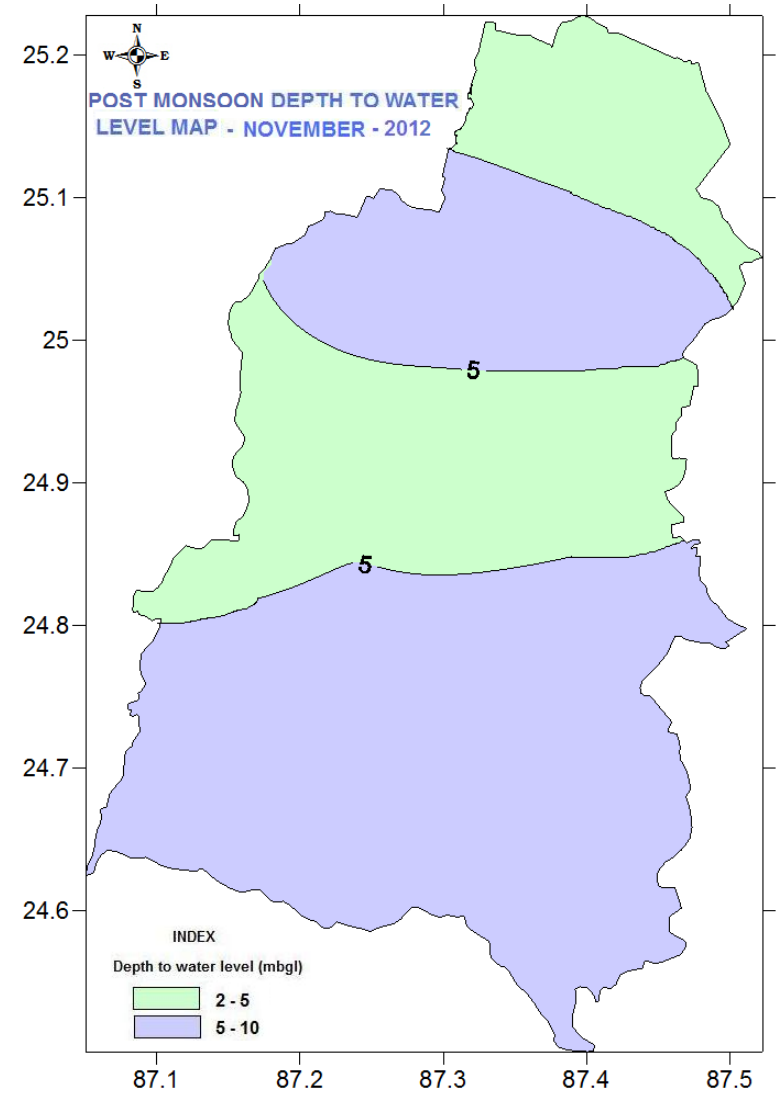 N
W E
S
POST MONSOON DEPTH TO WATER
LEVEL MAP - NOVEMBER - 2012
25.2
25.1
25
24.9
24.8
24.7
24.6
5
5
INDEX
Depth to water level (mbgl)
2 - 5
5 - 10
87.1 87.2 87.3 87.4 87.5